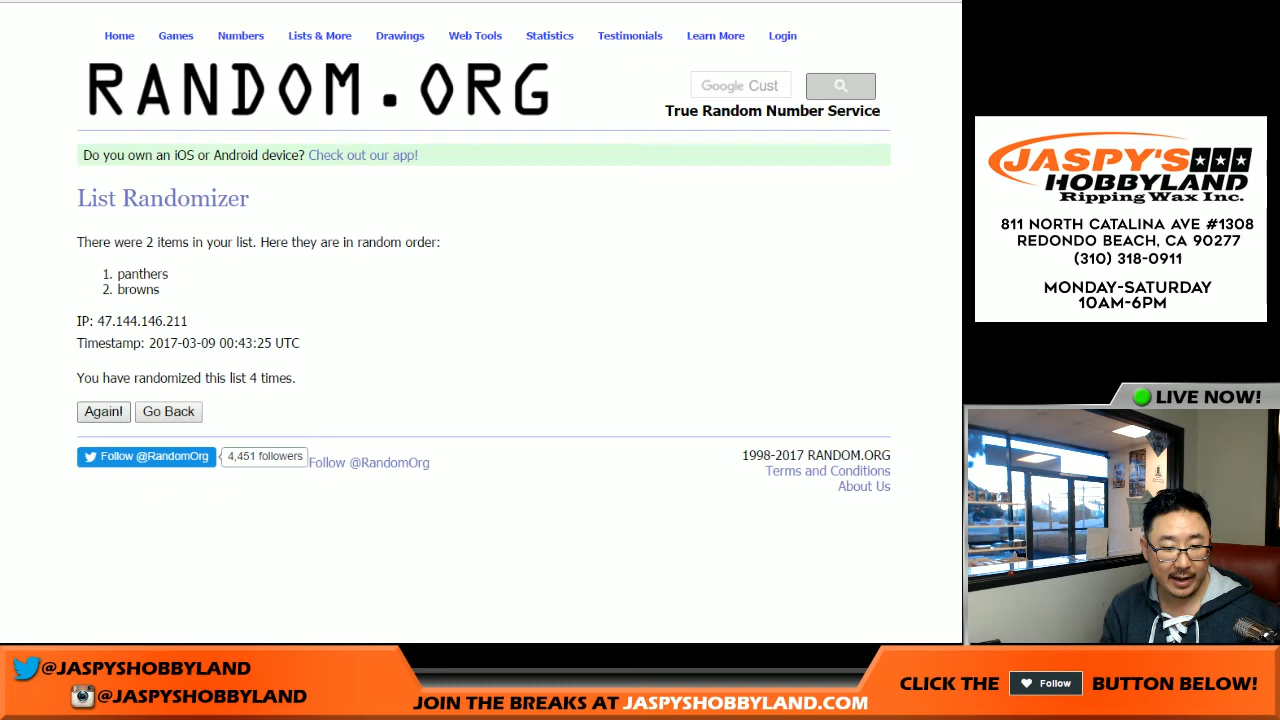 Home Games Numbers Lists & More Drawings Web Tools Statistics Testimonials Learn More Login
RANDOM.ORG
Google Cust
True Random Number Service
Do you own an iOS or Android device? Check out our app!
List Randomizer
There were 2 items in your list. Here they are in random order:
1. panthers
2. browns
IP: 47.144.146.211
Timestamp: 2017-03-09 00:43:25 UTC
You have randomized this list 4 times.
Again! Go Back
Follow @RandomOrg 4,451 followers Follow @RandomOrg
1998-2017 RANDOM.ORG
Terms and Conditions
About Us
JASPY'S
HOBBYLAND
Ripping Wax Inc.
811 NORTH CATALINA AVE #1308
REDONDO BEACH, CA 90277
(310) 318-0911
MONDAY-SATURDAY
10AM-6PM
LIVE NOW!
@JASPYSHOBBYLAND
@JASPYSHOBBYLAND
JOIN THE BREAKS AT JASPYSHOBBYLAND.COM
CLICK THE Follow BUTTON BELOW!